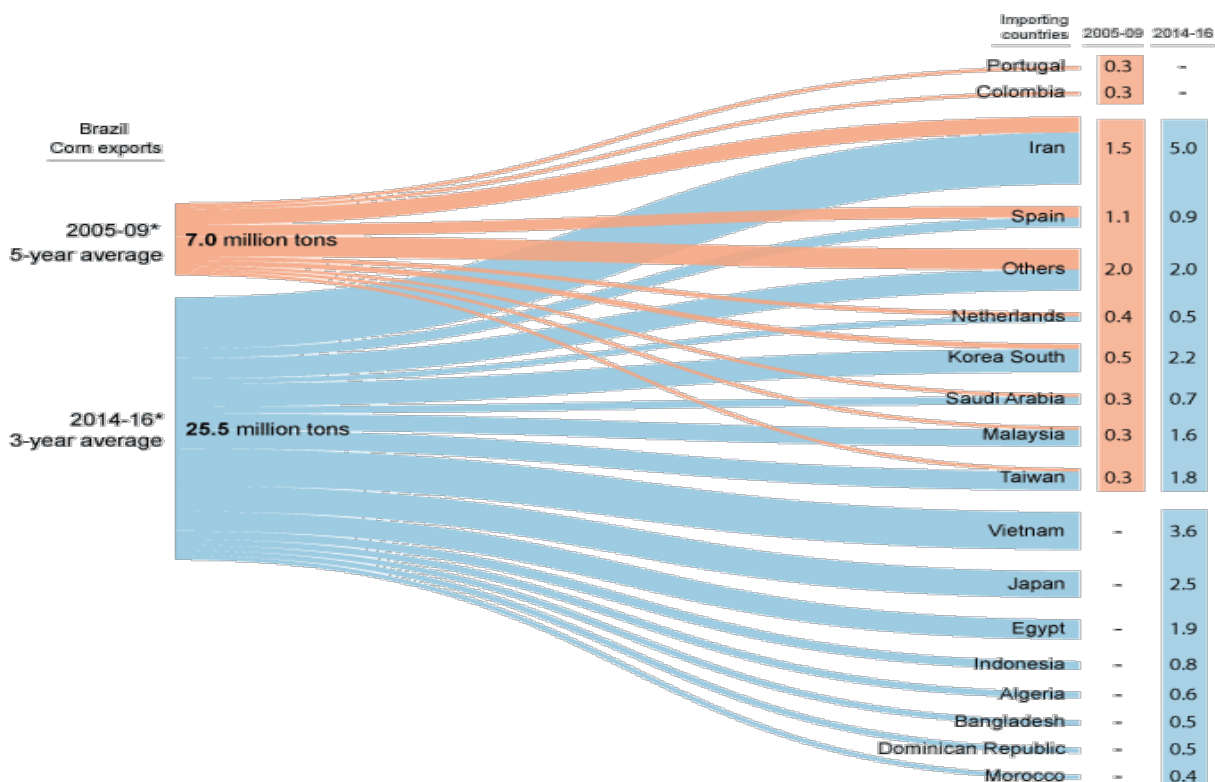 Importing
countries 2005-09 2014-16
Portugal 0.3 -
Colombia 0.3 -
Brazil
Corn exports
Iran 1.5 5.0
Spain 1.1 0.9
2005-09*
5-year average
7.0 million tons
Others 2.0 2.0
Netherlands 0.4 0.5
Korea South 0.5 2.2
Saudi Arabia 0.3 0.7
2014-16*
3-year average
25.5 million tons
Malaysia 0.3 1.6
Taiwan 0.3 1.8
Vietnam - 3.6
Japan - 2.5
Egypt - 1.9
Indonesia - 0.8
Algeria - 0.6
Bangladesh - 0.5
Dominican Republic - 0.5
Morocco - 0.4